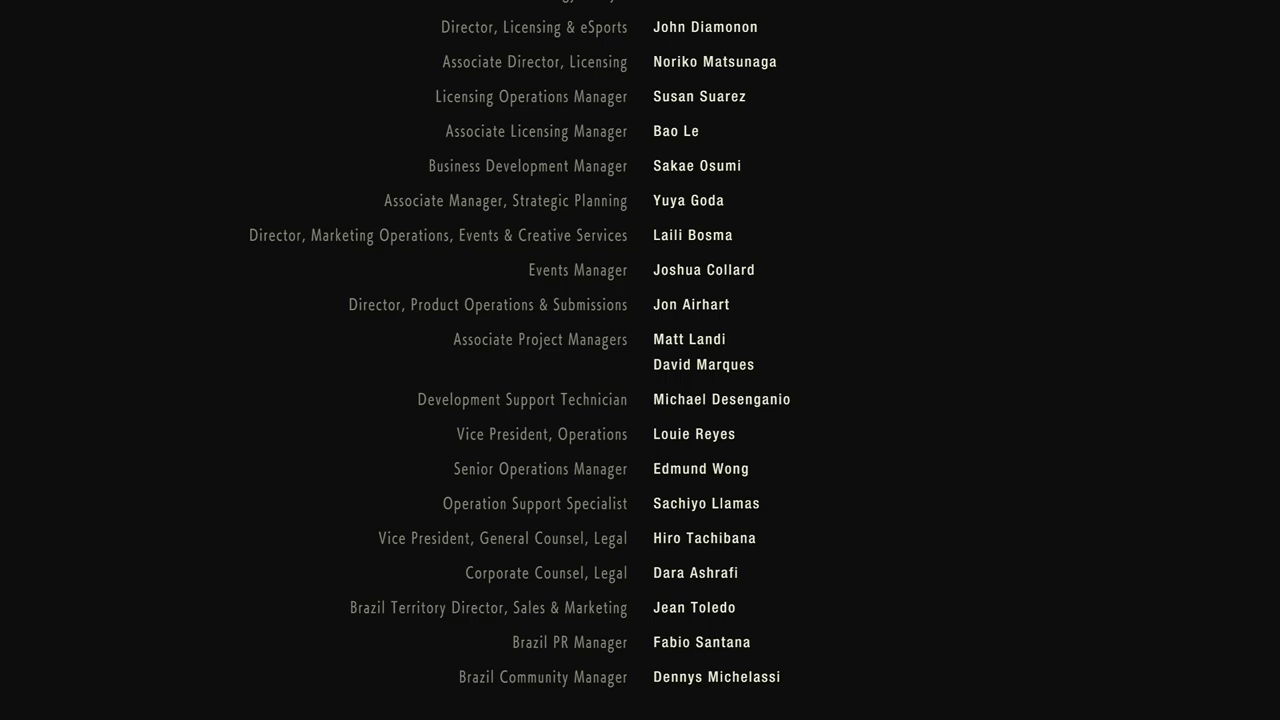 Director, Licensing & eSports John Diamonon
Associate Director, Licensing Noriko Matsunaga
Licensing Operations Manager Susan Suarez
Associate Licensing Manager Bao Le
Business Development Manager Sakae Osumi
Associate Manager, Strategic Planning Yuya Goda
Director, Marketing Operations, Events & Creative Services Laili Bosma
Events Manager Joshua Collard
Director, Product Operations & Submissions Jon Airhart
Associate Project Managers Matt Landi
David Marques
Development Support Technician Michael Desenganio
Vice President, Operations Louie Reyes
Senior Operations Manager Edmund Wong
Operation Support Specialist Sachiyo Llamas
Vice President, General Counsel, Legal Hiro Tachibana
Corporate Counsel, Legal Dara Ashrafi
Brazil Territory Director, Sales & Marketing Jean Toledo
Brazil PR Manager Fabio Santana
Brazil Community Manager Dennys Michelassi